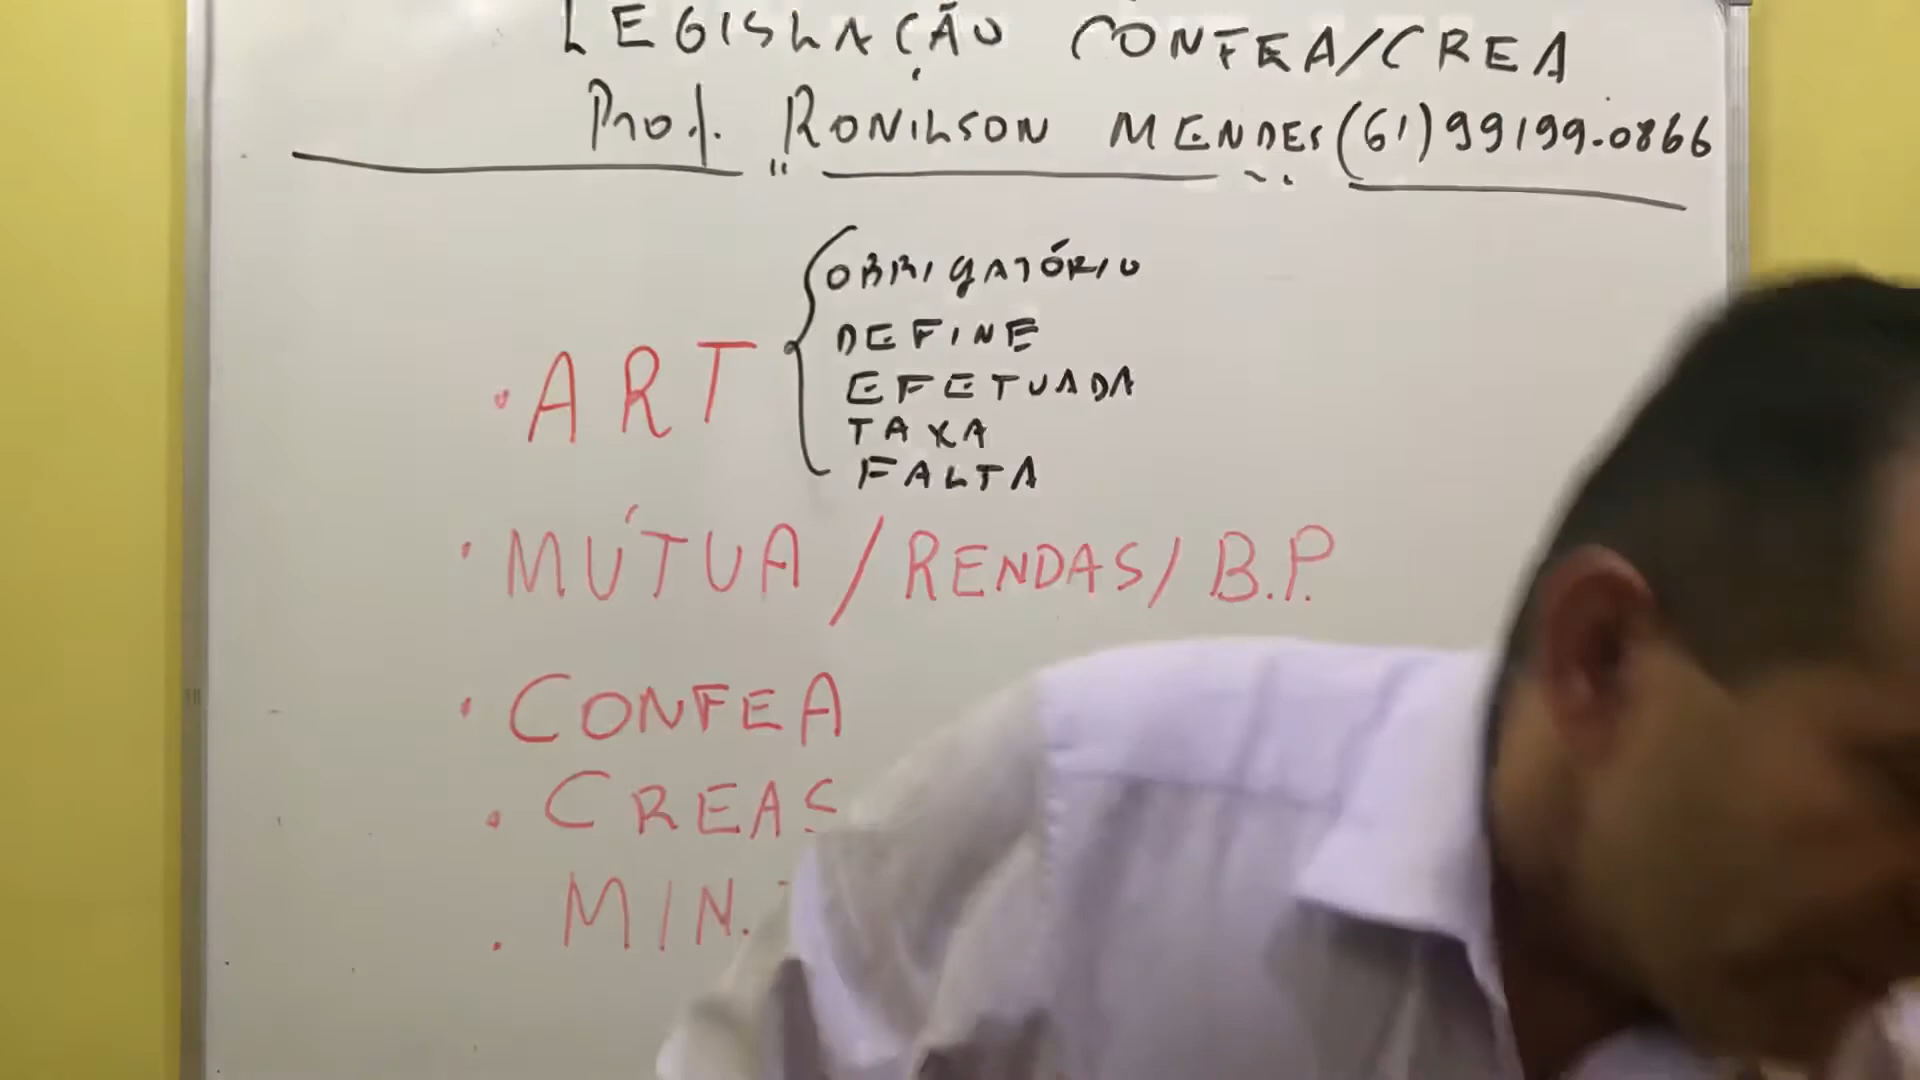 LEGISLAÇÃO CONFEA/CREA
Prof. RONILSON MENDES (61) 99199-0866
OBRIGATÓRIO
DEFINE
EFETUADA
TAXA
FALTA
• ART
• MÚTUA / RENDAS / B.P.
• CONFEA
• CREAS
• MIN.